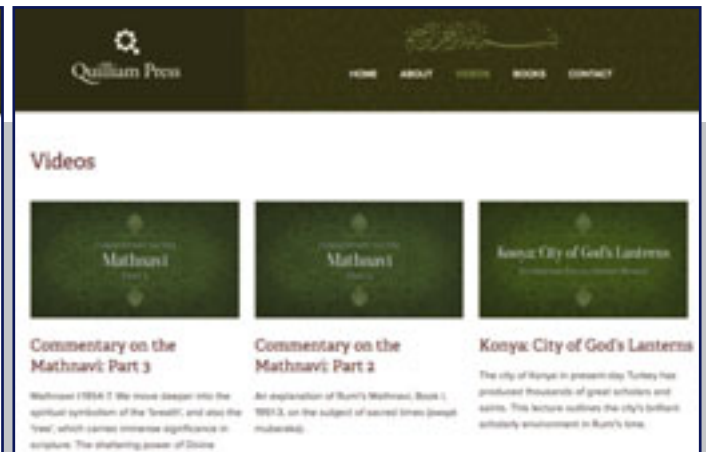 Quilliam Press
HOME ABOUT VIDEOS BOOKS CONTACT
Videos
Mathnavi
Mathnavi
Konya: City of God's Lanterns
Commentary on the
Mathnavi: Part 3
Commentary on the
Mathnavi: Part 2
Konya: City of God's Lanterns
We move deeper into the
spiritual symbolism of the 'breath', and also the
'tree', which carries immense significance in
scripture. The shattering power of Divine
An explanation of Rumi's Mathnavi, Book I,
on the subject of sacred times
The city of Konya in present-day Turkey has
produced thousands of great scholars and
saints. This lecture outlines the city's brilliant
scholarly environment in Rumi's time.